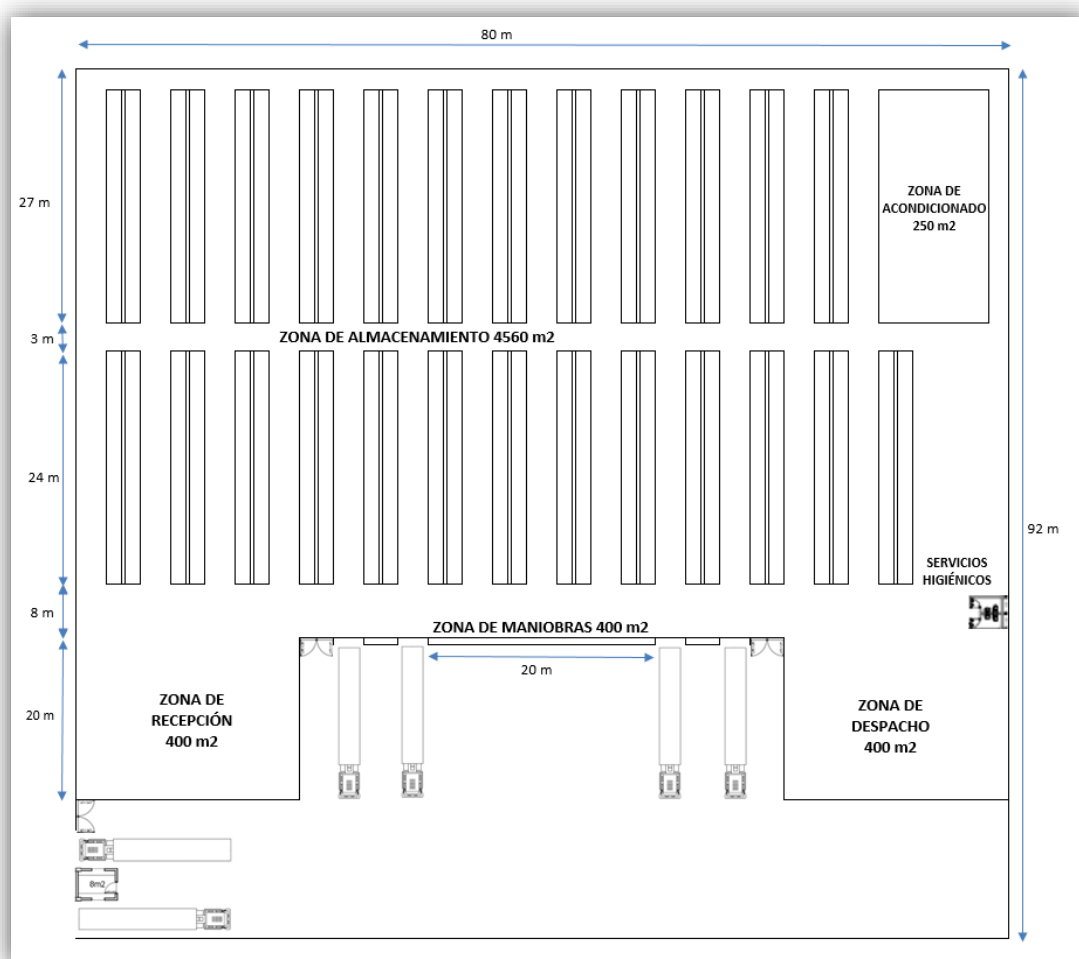 80 m
27 m
ZONA DE
ACONDICIONADO
250 m2
3 m
ZONA DE ALMACENAMIENTO 4560 m2
24 m
92 m
SERVICIOS
HIGIÉNICOS
8 m
ZONA DE MANIOBRAS 400 m2
20 m
ZONA DE
RECEPCIÓN
400 m2
ZONA DE
DESPACHO
400 m2
20 m
8m2